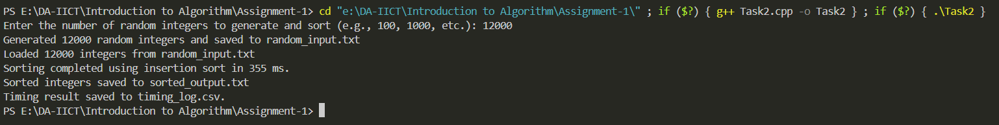 PS E:\DA-IICT\Introduction to Algorithm\Assignment-1> cd "e:\DA-IICT\Introduction to Algorithm\Assignment-1\" ; if ($?) { g++ Task2.cpp -o Task2 } ; if ($?) { .\Task2 }
Enter the number of random integers to generate and sort (e.g., 100, 1000, etc.): 12000
Generated 12000 random integers and saved to random_input.txt
Loaded 12000 integers from random_input.txt
Sorting completed using insertion sort in 355 ms.
Sorted integers saved to sorted_output.txt
Timing result saved to timing_log.csv.
PS E:\DA-IICT\Introduction to Algorithm\Assignment-1>